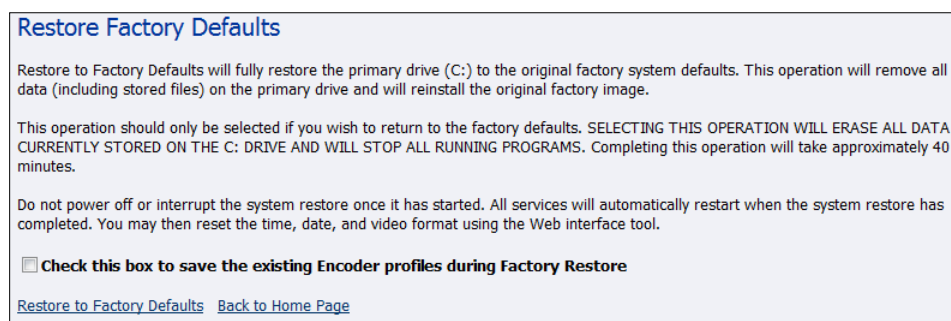 Restore Factory Defaults
Restore to Factory Defaults will fully restore the primary drive (C:) to the original factory system defaults. This operation will remove all
data (including stored files) on the primary drive and will reinstall the original factory image.
This operation should only be selected if you wish to return to the factory defaults. SELECTING THIS OPERATION WILL ERASE ALL DATA
CURRENTLY STORED ON THE C: DRIVE AND WILL STOP ALL RUNNING PROGRAMS. Completing this operation will take approximately 40
minutes.
Do not power off or interrupt the system restore once it has started. All services will automatically restart when the system restore has
completed. You may then reset the time, date, and video format using the Web interface tool.
Check this box to save the existing Encoder profiles during Factory Restore
Restore to Factory Defaults Back to Home Page